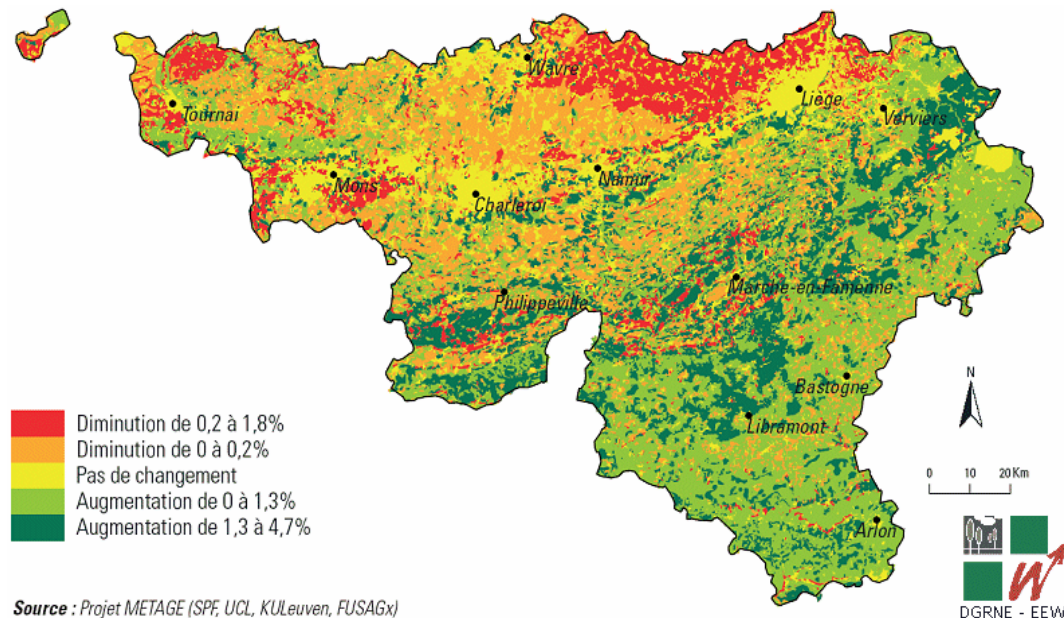 Wavre
Liège
Tournai
Verviers
Mons
Namur
Charleroi
Marche-en-Famenne
Philippeville
Bastogne
Libramont
Arlon
N
0 10 20 Km
Diminution de 0,2 à 1,8%
Diminution de 0 à 0,2%
Pas de changement
Augmentation de 0 à 1,3%
Augmentation de 1,3 à 4,7%
Source : Projet METAGE (SPF, UCL, KULeuven, FUSAGx)
W
DGRNE - EEW